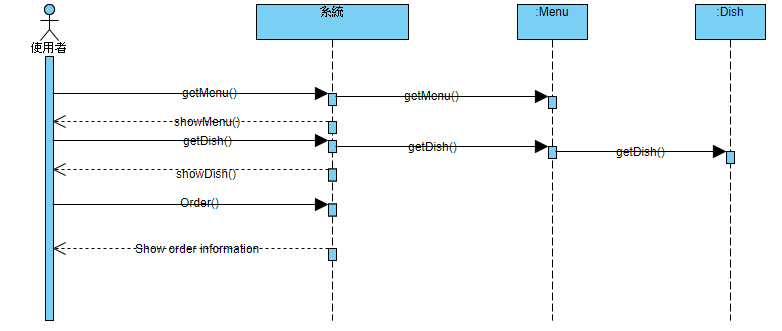 系統
:Menu
:Dish
使用者
getMenu()
getMenu()
showMenu()
getDish()
getDish()
getDish()
showDish()
Order()
Show order information